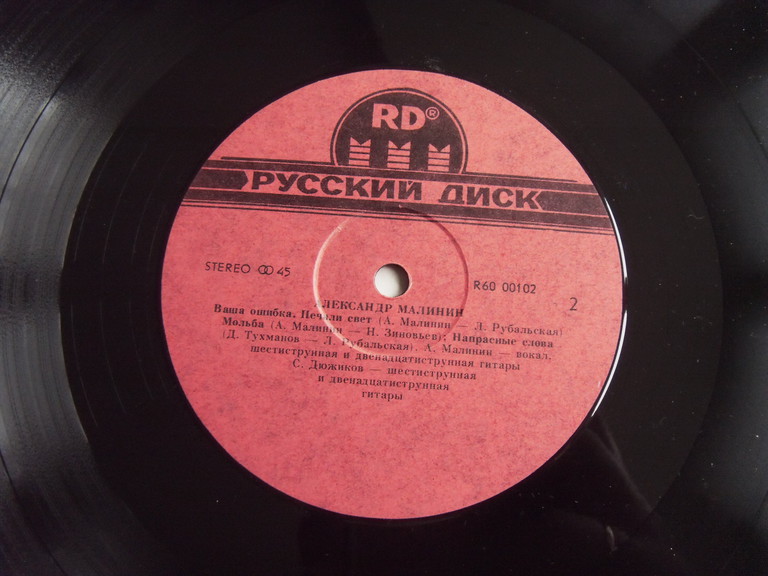 RD®
РУССКИЙ ДИСК
STEREO 45
R60 00102
2
АЛЕКСАНДР МАЛИНИН
Ваша ошибка. Печали свет (А. Малинин — Л. Рубальская)
Мольба (А. Малинин — Н. Зиновьев); Напрасные слова
(Д. Тухманов — Л. Рубальская). А. Малинин — вокал,
шестиструнная и двенадцатиструнная гитары
С. Дюжиков — шестиструнная
и двенадцатиструнная
гитары